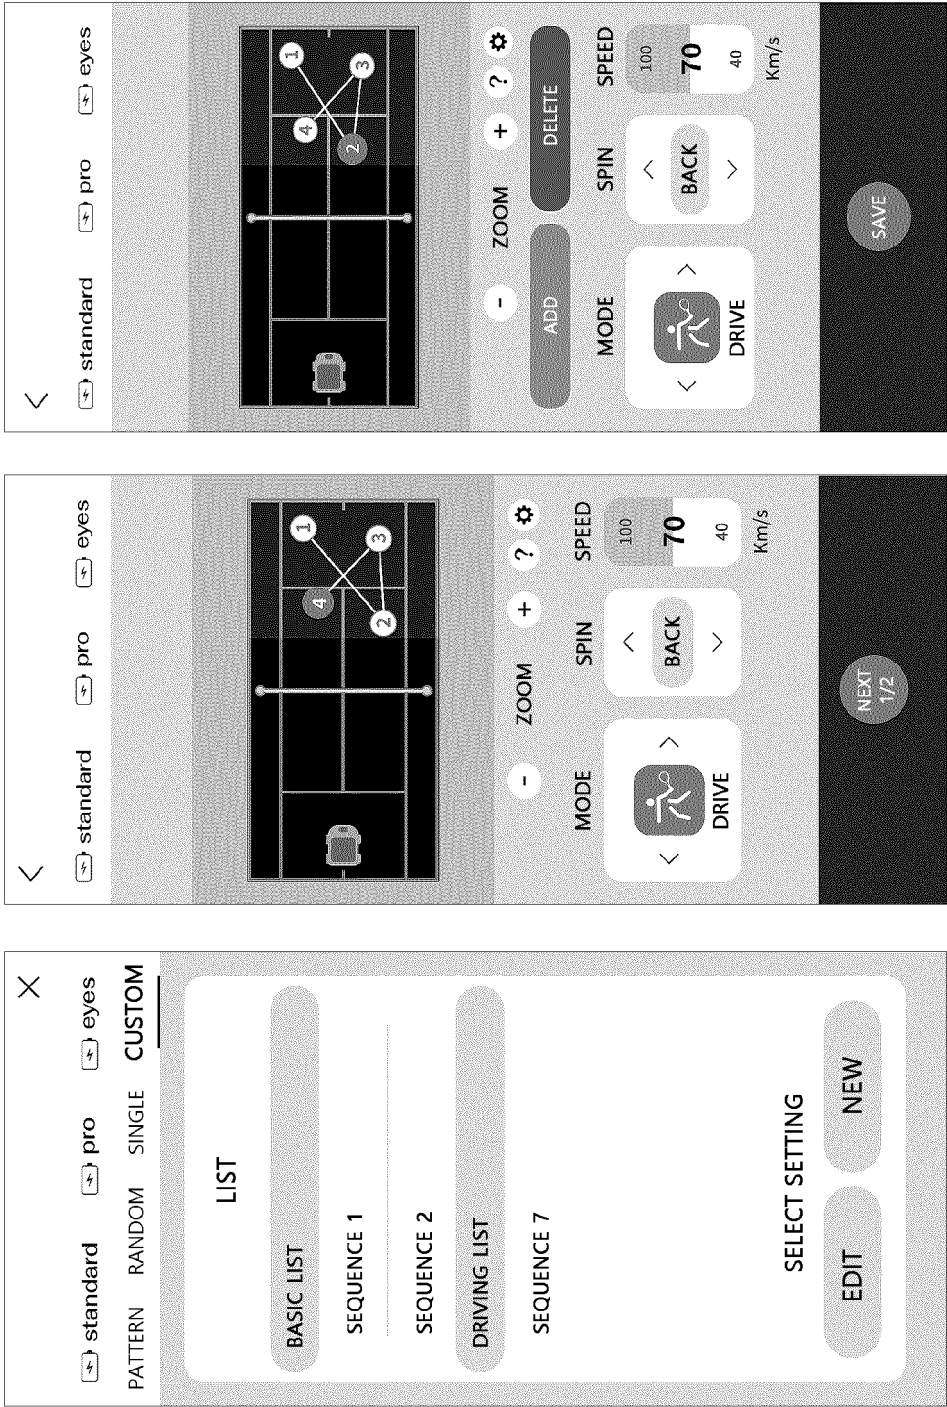 standard pro eyes
PATTERN RANDOM SINGLE CUSTOM
LIST
BASIC LIST
SEQUENCE 1
SEQUENCE 2
DRIVING LIST
SEQUENCE 7
SELECT SETTING
EDIT NEW
standard pro eyes
1
2
3
4
- ZOOM + ?
MODE SPIN SPEED
100
BACK 70
40
DRIVE
Km/s
NEXT
1/2
standard pro eyes
1
2
3
4
- ZOOM + ?
ADD DELETE
MODE SPIN SPEED
100
BACK 70
40
DRIVE
Km/s
SAVE